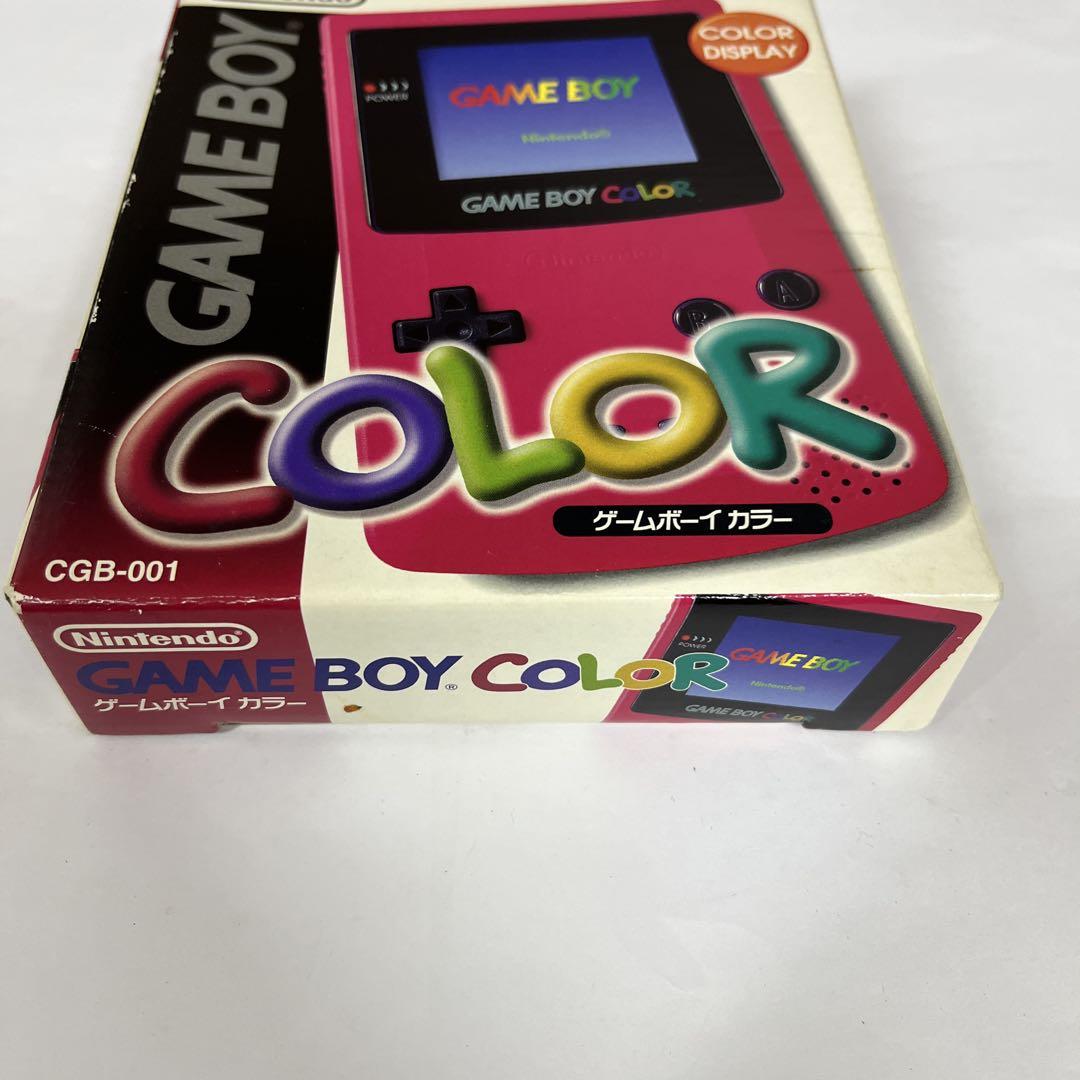 Nintendo
GAME BOY
COLOR
DISPLAY
POWER
GAME BOY
Nintendo®
GAME BOY COLOR
Nintendo
A
B
COLOR
ゲームボーイ カラー
CGB-001
Nintendo®
GAME BOY® COLOR
ゲームボーイ カラー
POWER
GAME BOY
Nintendo®
GAME BOY COLOR